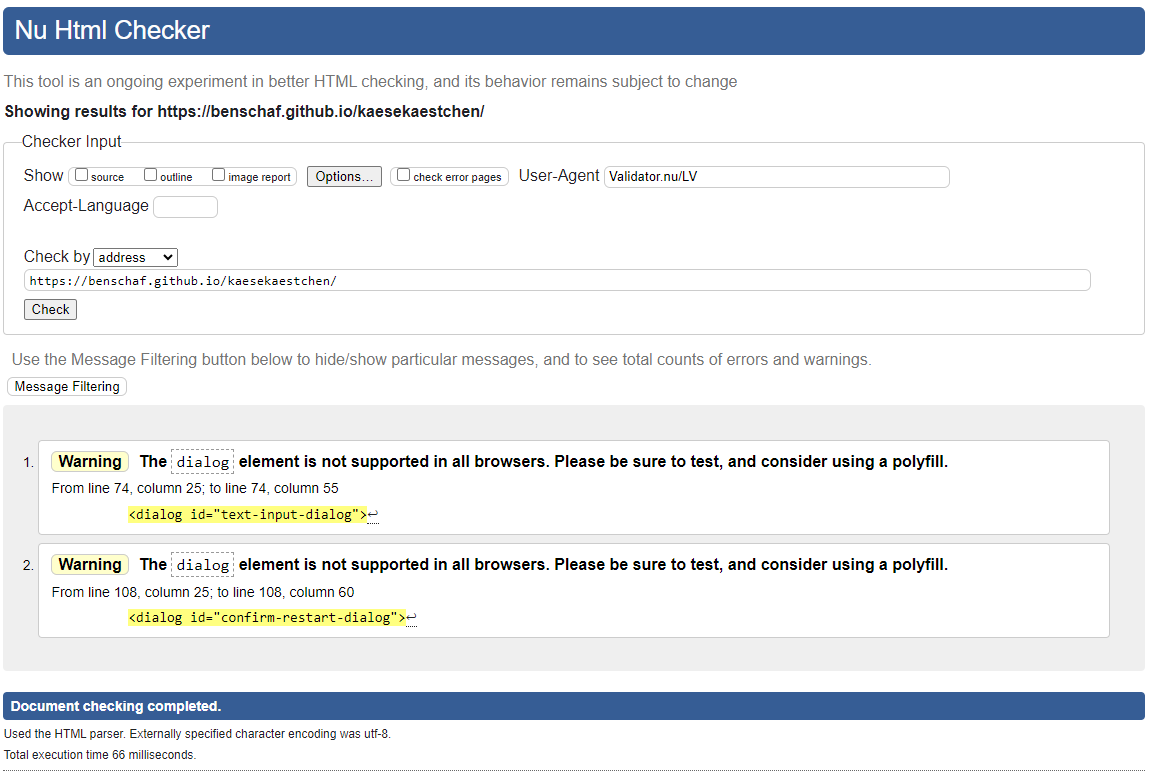 Nu Html Checker
This tool is an ongoing experiment in better HTML checking, and its behavior remains subject to change
Showing results for https://benschaf.github.io/kaesekaestchen/
Checker Input
Show source outline image report Options... check error pages User-Agent Validator.nu/LV
Accept-Language
Check by address
https://benschaf.github.io/kaesekaestchen/
Check
Use the Message Filtering button below to hide/show particular messages, and to see total counts of errors and warnings.
Message Filtering
1. Warning The dialog element is not supported in all browsers. Please be sure to test, and consider using a polyfill.
From line 74, column 25; to line 74, column 55
<dialog id="text-input-dialog">↩
2. Warning The dialog element is not supported in all browsers. Please be sure to test, and consider using a polyfill.
From line 108, column 25; to line 108, column 60
<dialog id="confirm-restart-dialog">↩
Document checking completed.
Used the HTML parser. Externally specified character encoding was utf-8.
Total execution time 66 milliseconds.